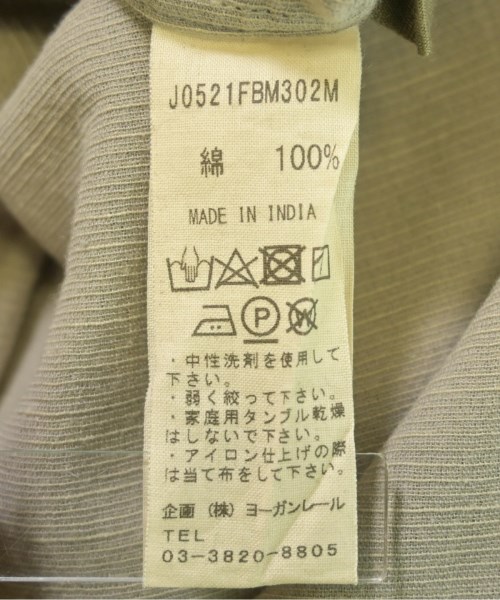 J0521FBM302M
綿 100%
MADE IN INDIA
P W
・中性洗剤を使用して
下さい。
・弱く絞って下さい。
・家庭用タンブル乾燥
はしないで下さい。
・アイロン仕上げの際
は当て布をして下さい。
企画 (株) ヨーガンレール
TEL
03-3820-8805